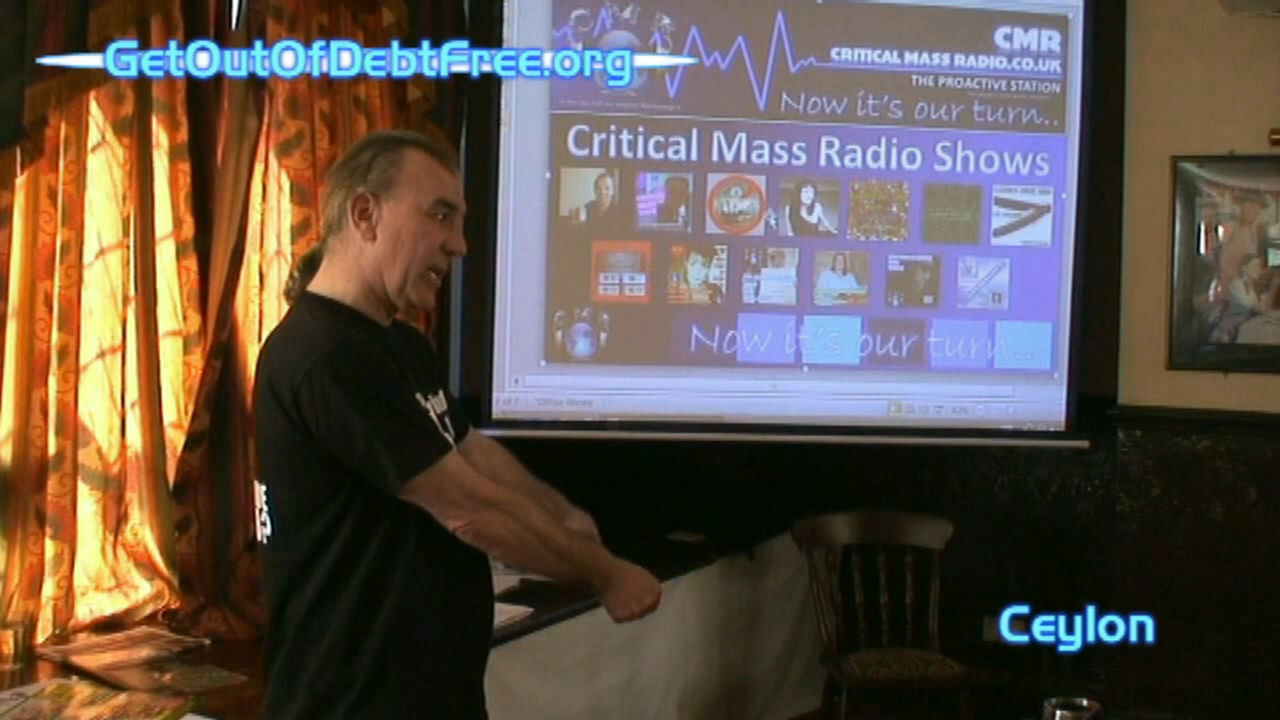 GetOutOfDebtFree.org
CMR
CRITICAL MASS RADIO.CO.UK
THE PROACTIVE STATION
Now it's our turn..
Critical Mass Radio Shows
Now it's our turn...
Ceylon